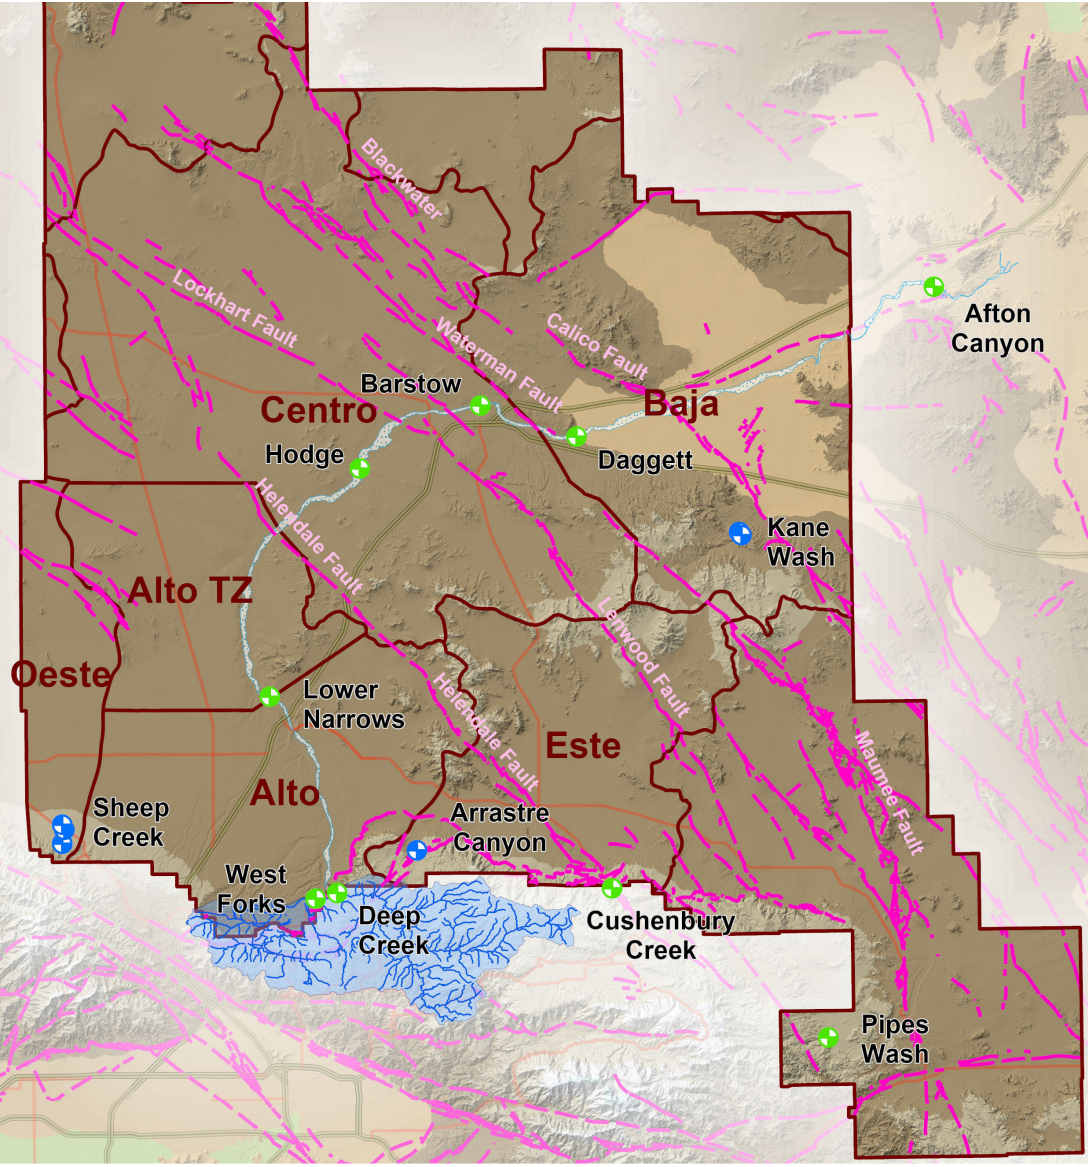 Blackwater
Lockhart Fault
Waterman Fault
Calico Fault
Afton
Canyon
Barstow
Centro
Baja
Hodge
Daggett
Helendale Fault
Kane
Wash
Alto TZ
Lenwood Fault
Oeste
Lower
Narrows
Helendale Fault
Este
Maumee Fault
Alto
Sheep
Creek
Arrastre
Canyon
West
Forks
Deep
Creek
Cushenbury
Creek
Pipes
Wash